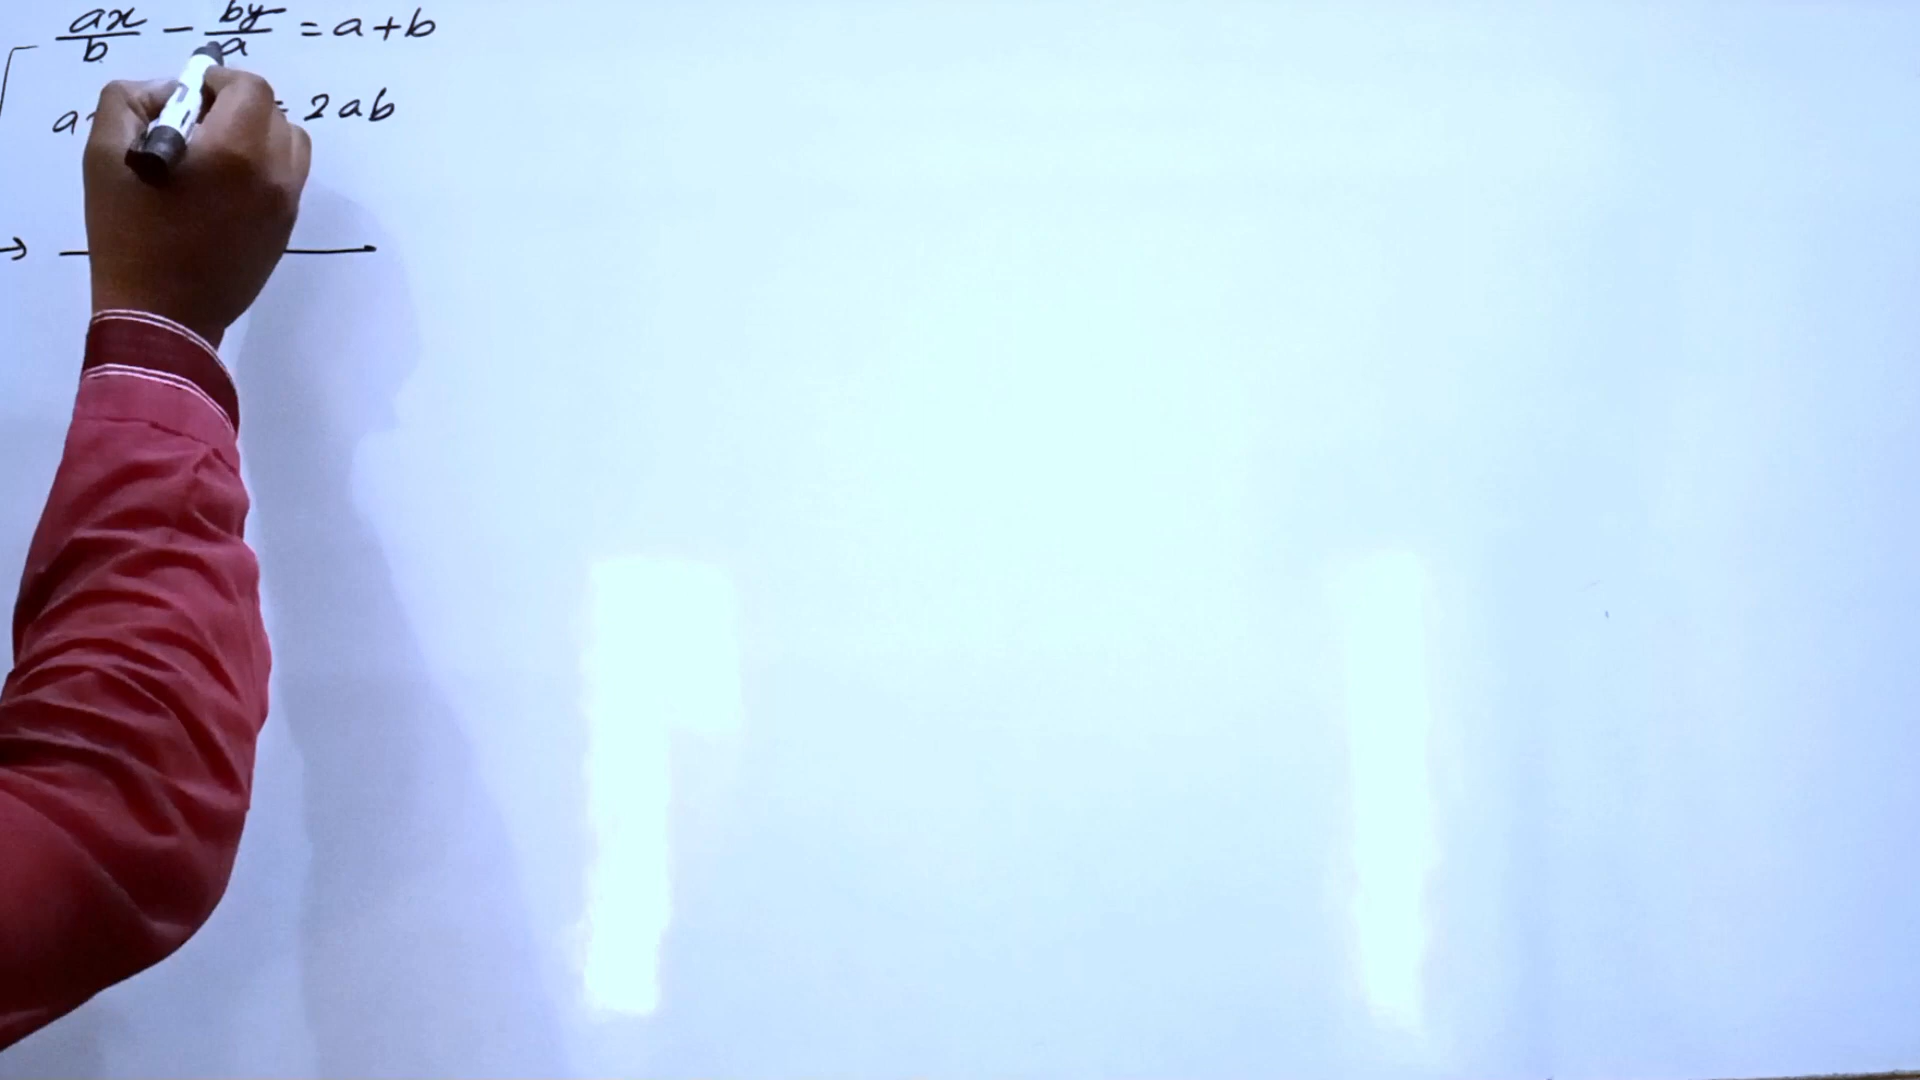 ax/b - by/a = a+b
a = 2ab
→